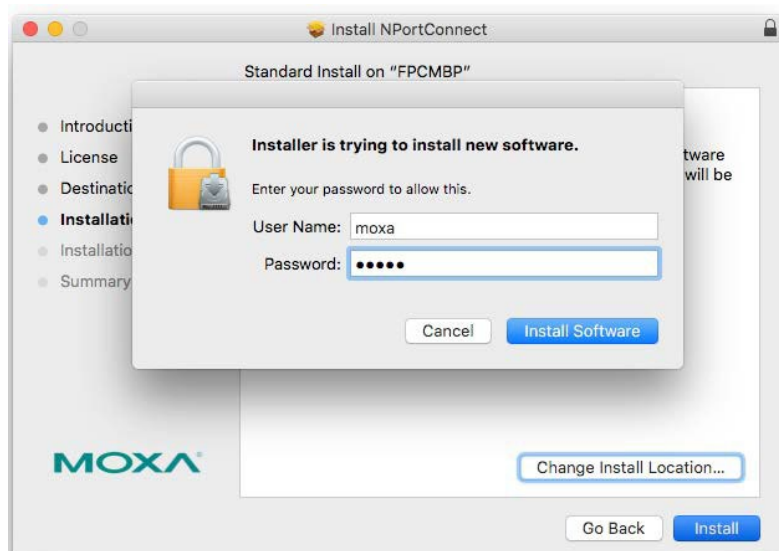 Install NPortConnect
Standard Install on "FPCMBP"
Installer is trying to install new software.
Enter your password to allow this.
User Name: moxa
Password: •••••
Cancel
Install Software
Introducti
License
Destinatio
Installati
Installatio
Summary
tware
will be
MOXA
Change Install Location...
Go Back
Install